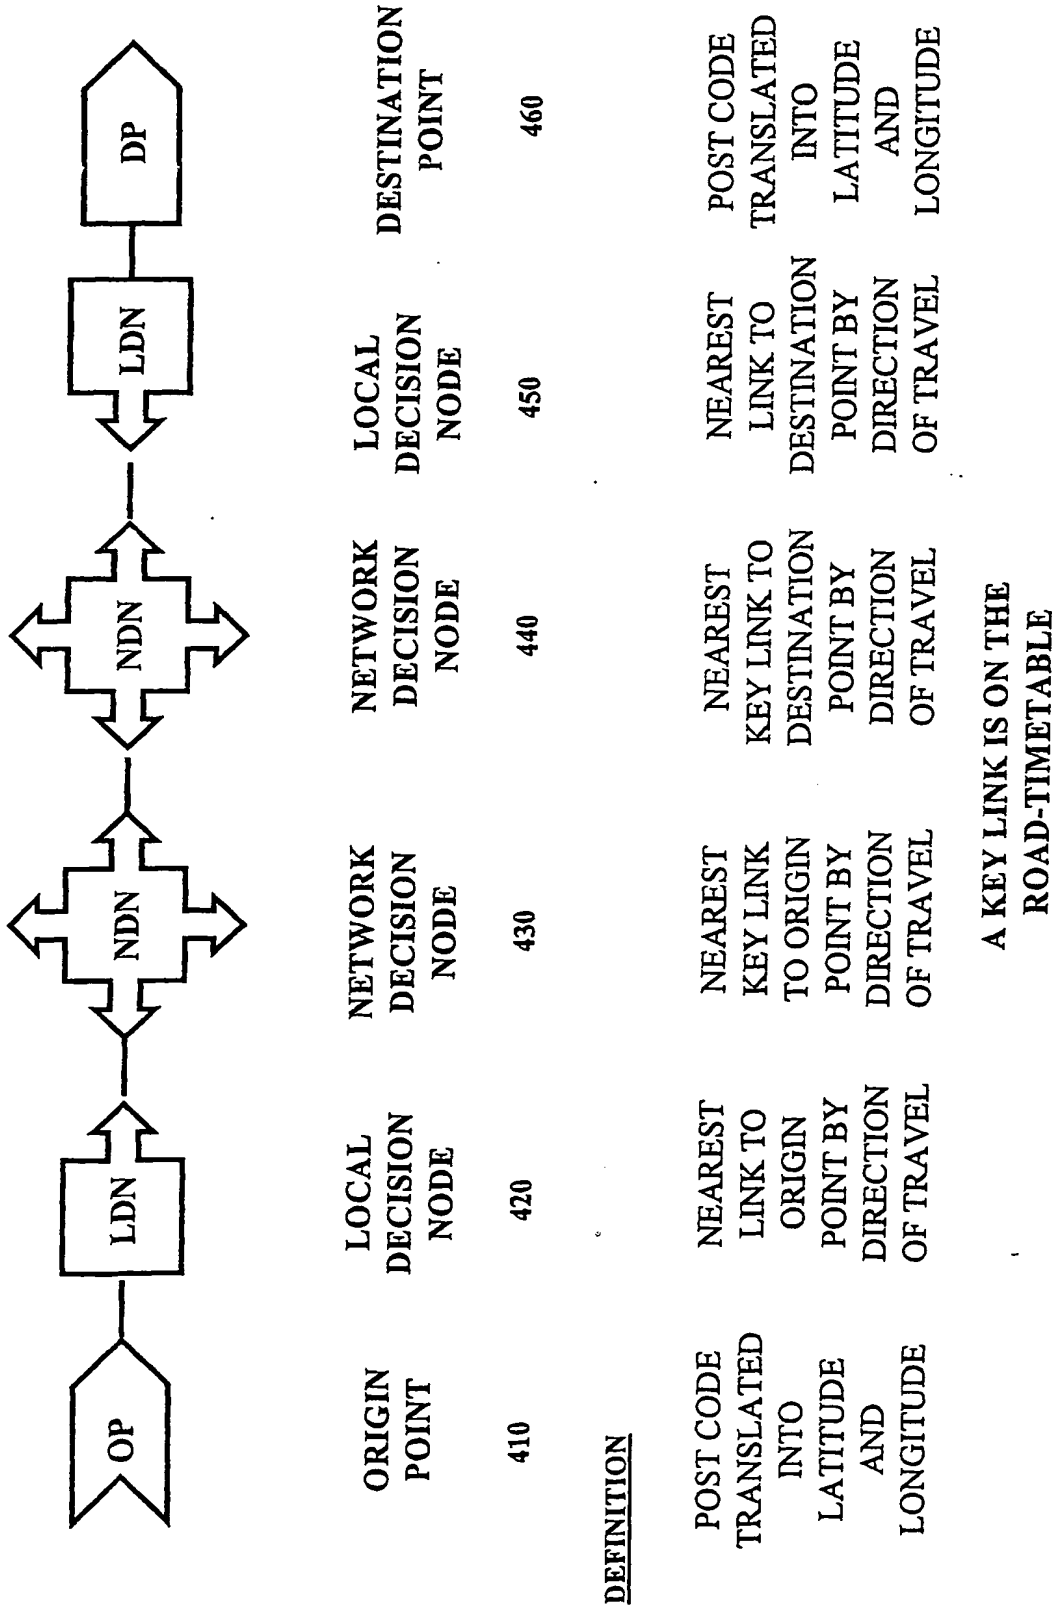 OP
LDN
NDN
NDN
LDN
DP
ORIGIN
POINT
410
LOCAL
DECISION
NODE
420
NETWORK
DECISION
NODE
430
NETWORK
DECISION
NODE
440
LOCAL
DECISION
NODE
450
DESTINATION
POINT
460
DEFINITION
POST CODE
TRANSLATED
INTO
LATITUDE
AND
LONGITUDE
NEAREST
LINK TO
ORIGIN
POINT BY
DIRECTION
OF TRAVEL
NEAREST
KEY LINK
TO ORIGIN
POINT BY
DIRECTION
OF TRAVEL
NEAREST
KEY LINK TO
DESTINATION
POINT BY
DIRECTION
OF TRAVEL
NEAREST
LINK TO
DESTINATION
POINT BY
DIRECTION
OF TRAVEL
POST CODE
TRANSLATED
INTO
LATITUDE
AND
LONGITUDE
A KEY LINK IS ON THE
ROAD-TIMETABLE